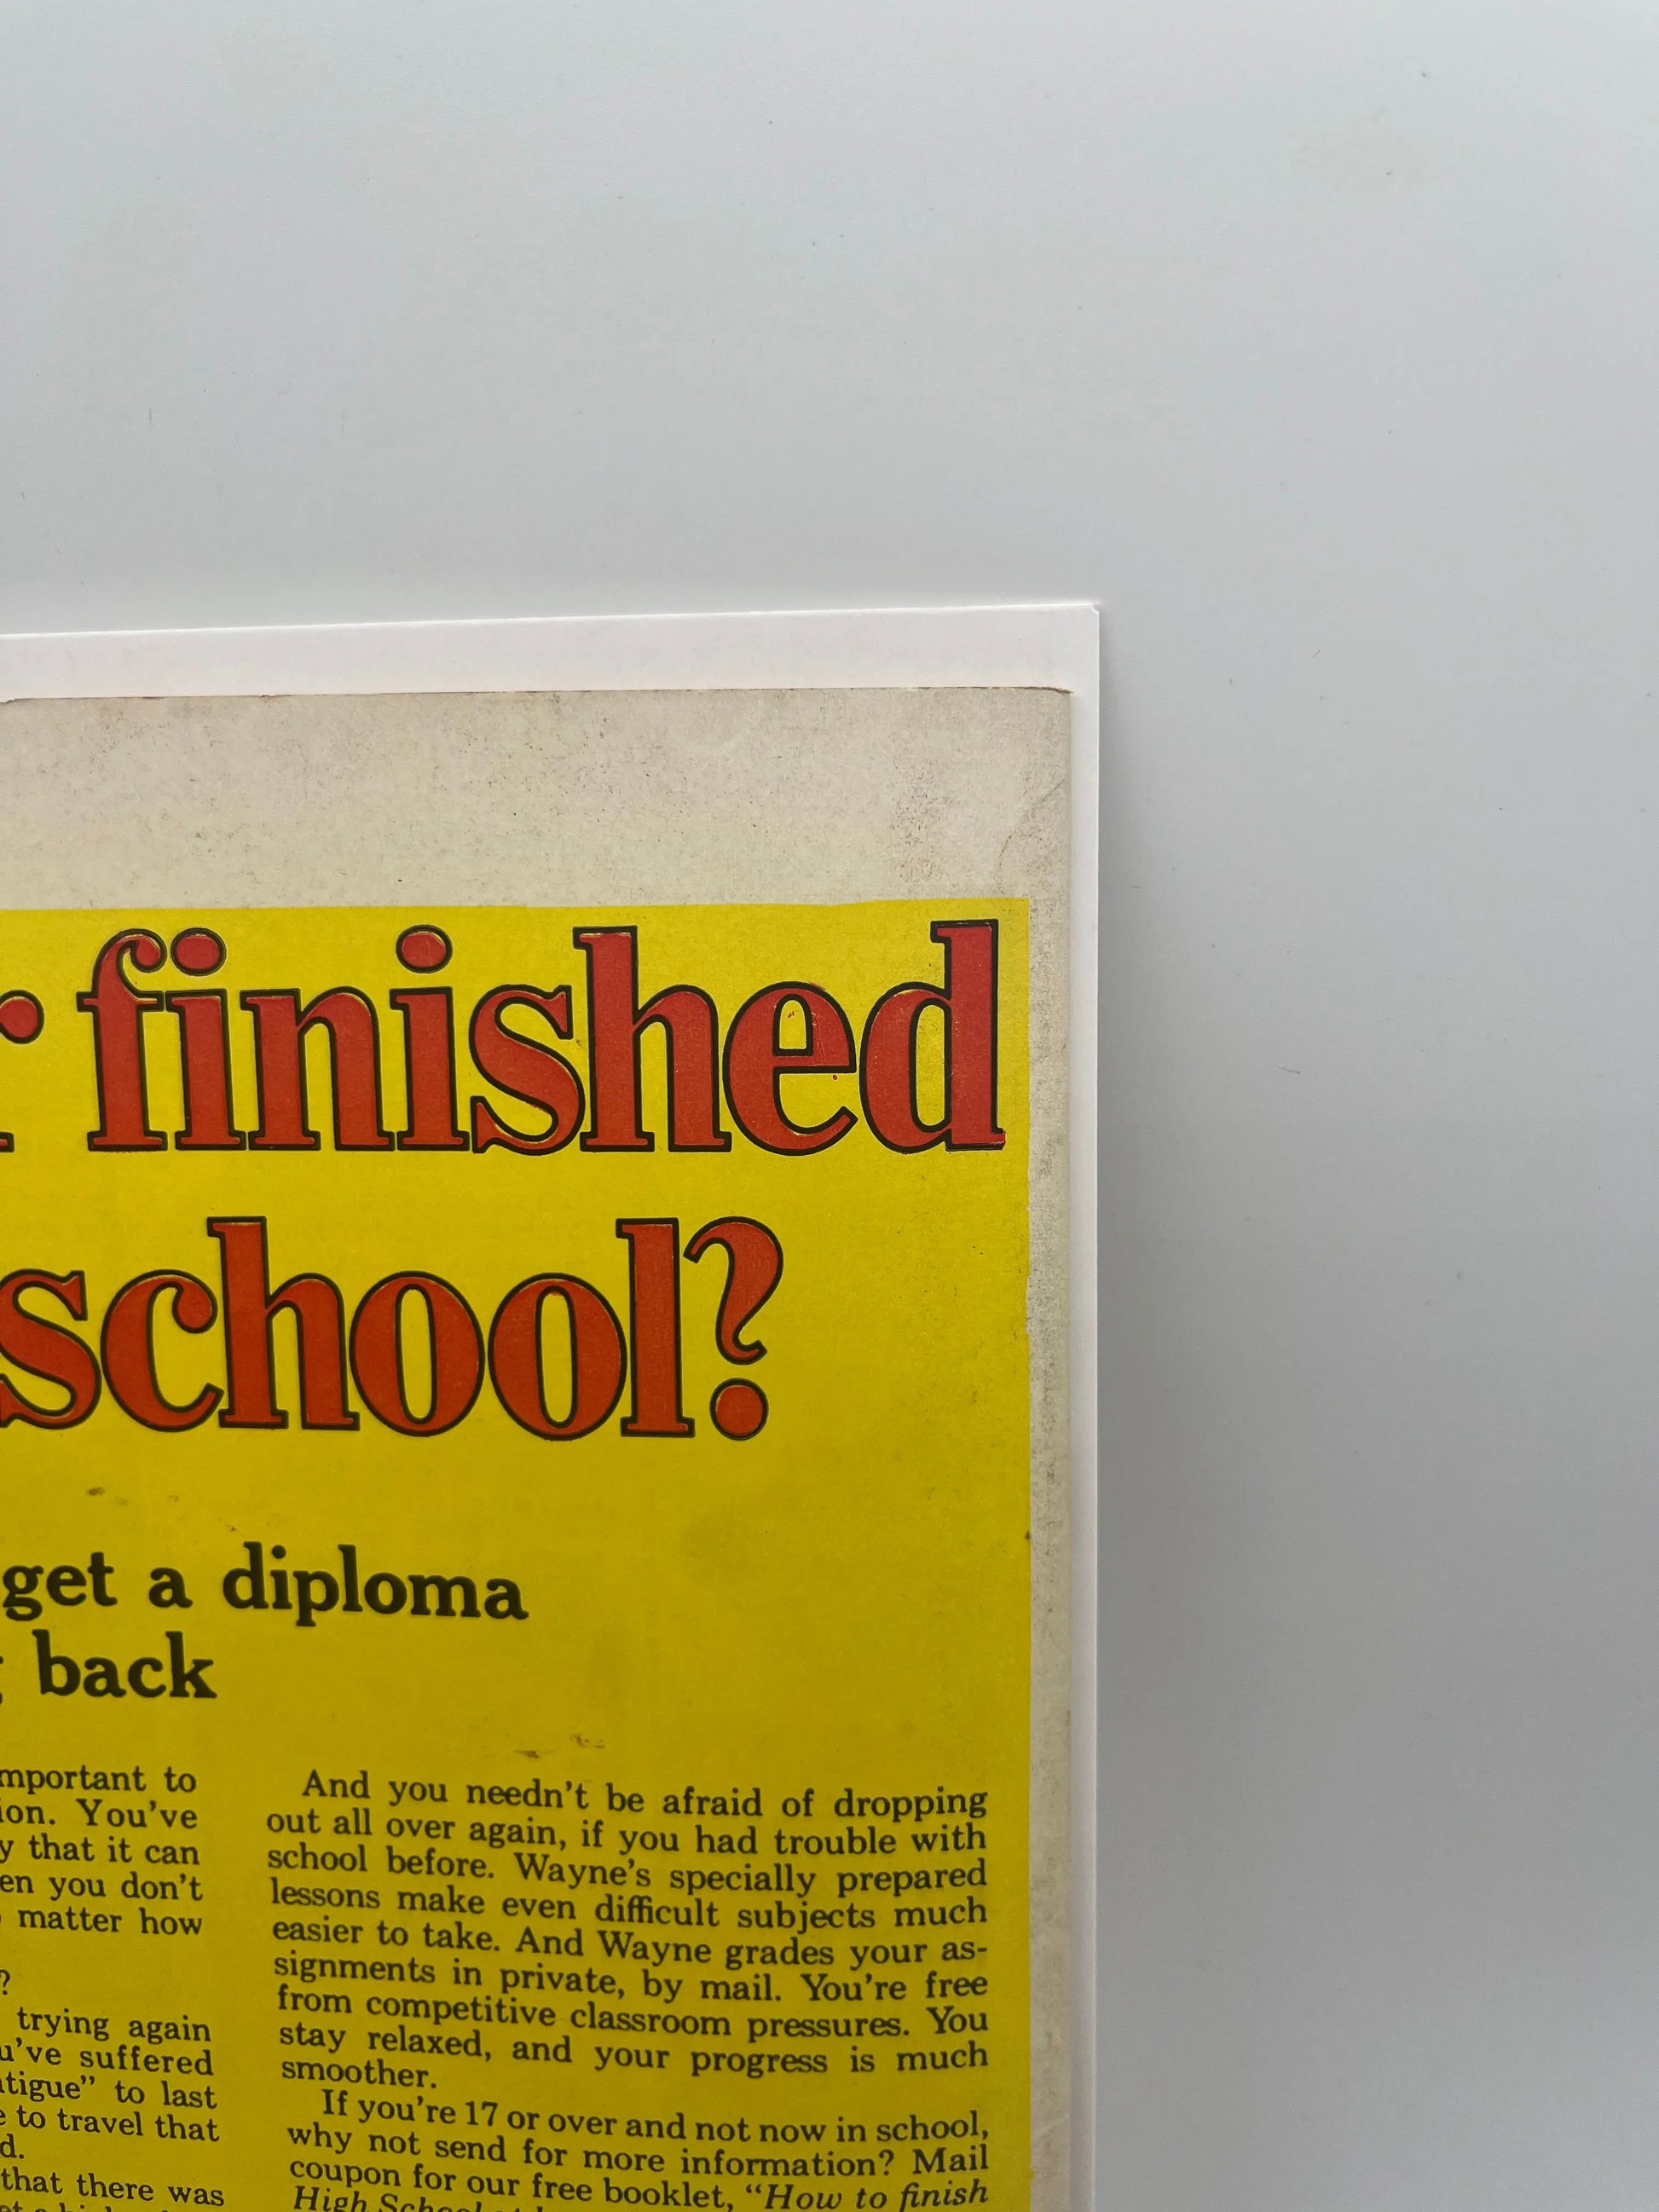 finished
school?
get a diploma
back
important to
You've
that it can
you don't
matter how
?
trying again
suffered
to last
to travel that
that there was
And you needn't be afraid of dropping
out all over again, if you had trouble with
school before. Wayne's specially prepared
lessons make even difficult subjects much
easier to take. And Wayne grades your as-
signments in private, by mail. You're free
from competitive classroom pressures. You
stay relaxed, and your progress is much
smoother.
If you're 17 or over and not now in school,
why not send for more information? Mail
coupon for our free booklet, "How to finish
High School